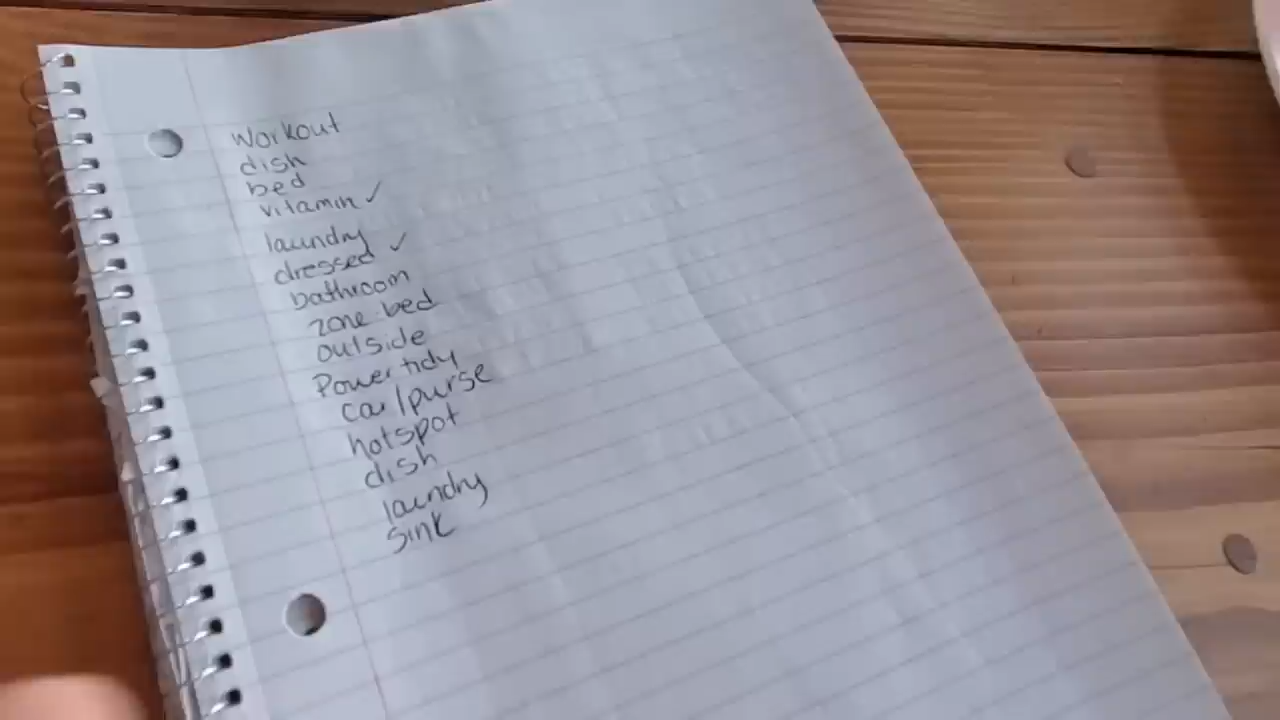 Workout
dish
bed
vitamin ✓
laundry
dressed ✓
bathroom
zone bed
outside
Power tidy
car/purse
hotspot
dish
laundry
sink